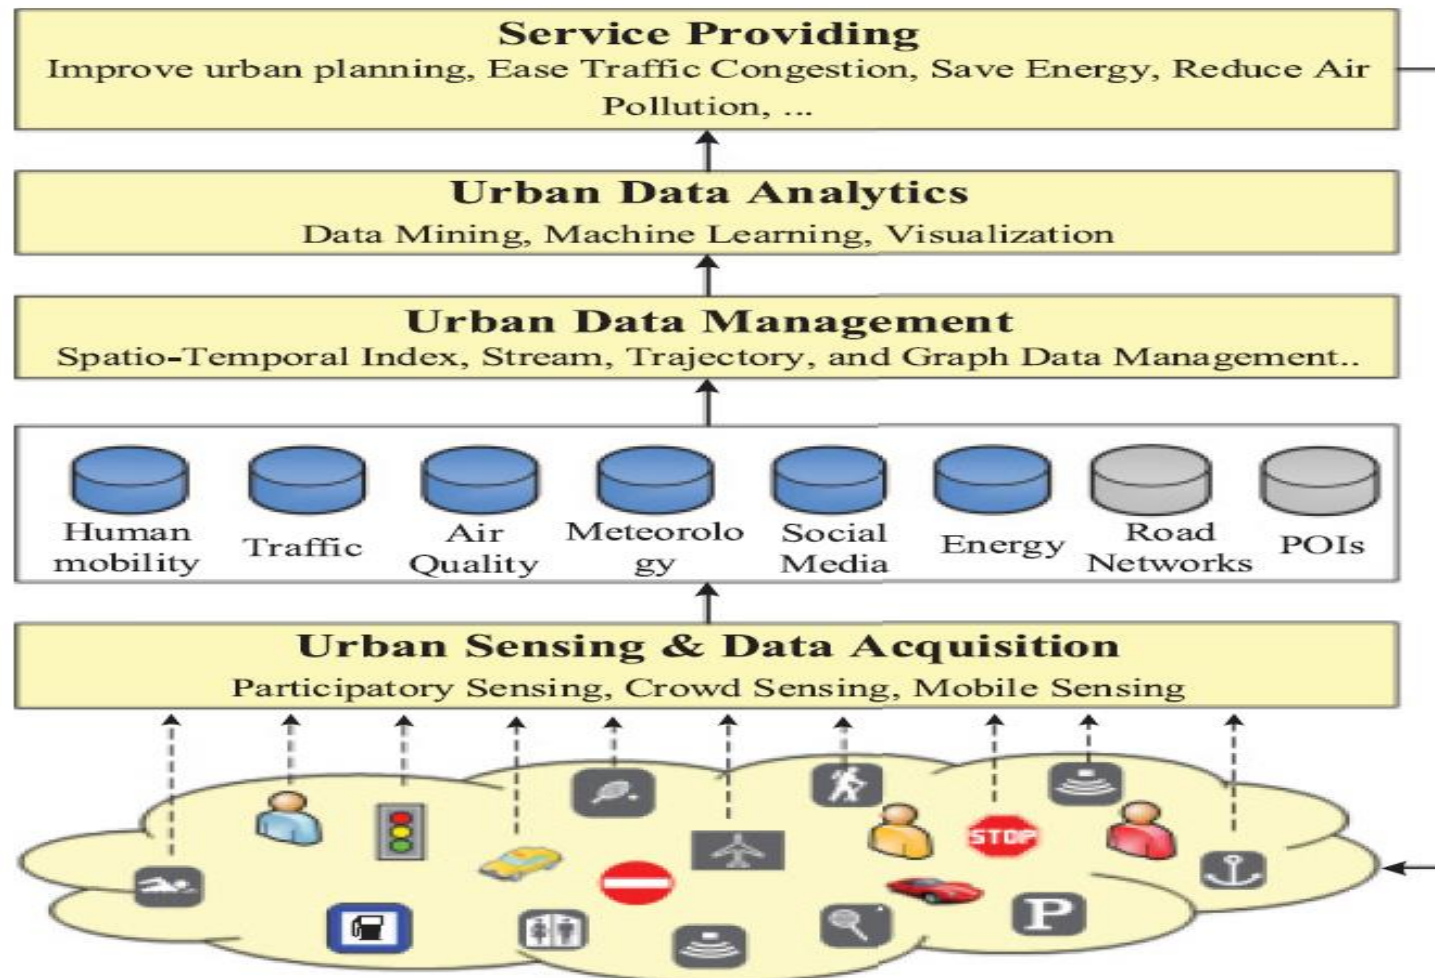 Service Providing
Improve urban planning, Ease Traffic Congestion, Save Energy, Reduce Air
Pollution, ...
Urban Data Analytics
Data Mining, Machine Learning, Visualization
Urban Data Management
Spatio-Temporal Index, Stream, Trajectory, and Graph Data Management..
Human
mobility
Traffic
Air
Quality
Meteorolo
gy
Social
Media
Energy
Road
Networks
POIs
Urban Sensing & Data Acquisition
Participatory Sensing, Crowd Sensing, Mobile Sensing
STOP
P